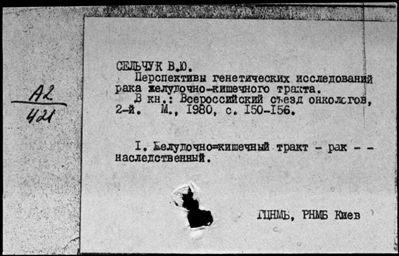 СЕЛЬЧУК В.Ю.
Перспективы генетических исследований
рака желудочно-кишечного тракта.
В кн.: Всероссийский съезд онкологов,
2-й. М., 1980, с. 150-156.
А2
421
I. Желудочно-кишечный тракт - рак - -
наследственный.
ГЦНМБ, РНМБ Киев